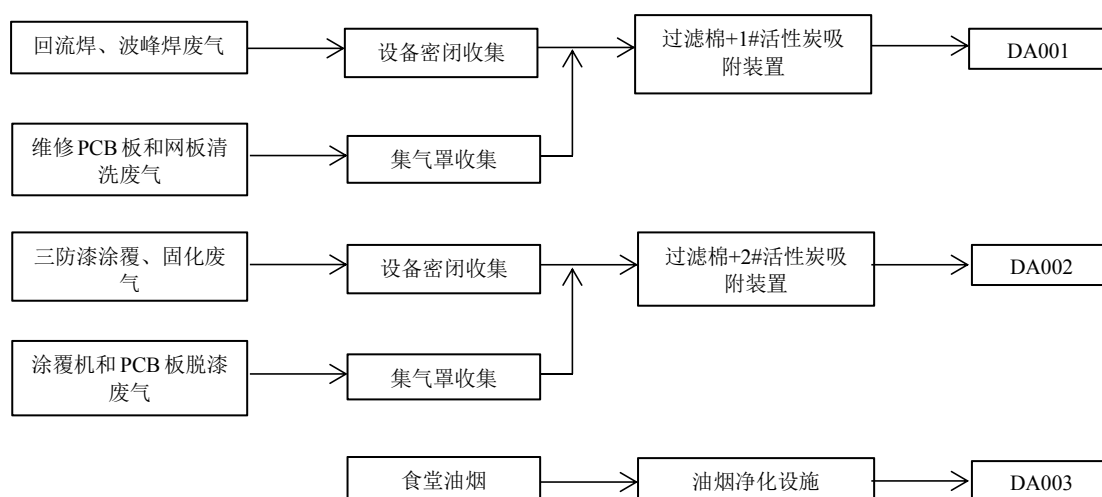 回流焊、波峰焊废气
设备密闭收集
过滤棉+1#活性炭吸
附装置
DA001
维修PCB板和网板清
洗废气
集气罩收集
三防漆涂覆、固化废
气
设备密闭收集
过滤棉+2#活性炭吸
附装置
DA002
涂覆机和PCB板脱漆
废气
集气罩收集
食堂油烟
油烟净化设施
DA003